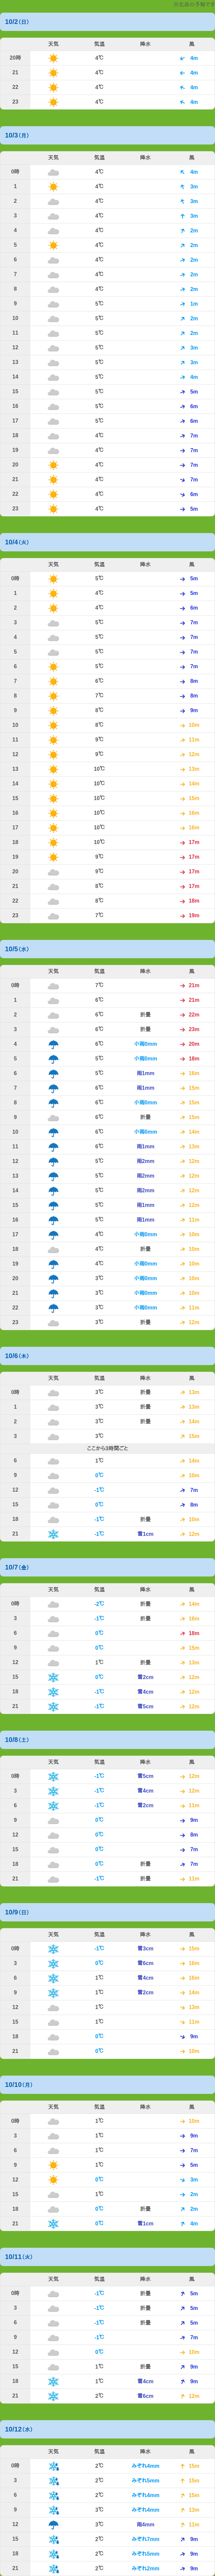 ※名曲の予報です
10/2(日)
天気 気温 降水 風
20時 4℃ 4m
21 4℃ 4m
22 4℃ 4m
23 4℃ 4m
10/3(月)
天気 気温 降水 風
0時 4℃ 4m
1 4℃ 3m
2 4℃ 3m
3 4℃ 3m
4 4℃ 2m
5 4℃ 2m
6 4℃ 2m
7 4℃ 2m
8 4℃ 2m
9 5℃ 1m
10 5℃ 2m
11 5℃ 2m
12 5℃ 3m
13 5℃ 3m
14 5℃ 4m
15 5℃ 5m
16 5℃ 6m
17 5℃ 6m
18 4℃ 7m
19 4℃ 7m
20 4℃ 7m
21 4℃ 7m
22 4℃ 6m
23 4℃ 5m
10/4(火)
天気 気温 降水 風
0時 5℃ 5m
1 4℃ 5m
2 4℃ 6m
3 5℃ 7m
4 5℃ 7m
5 5℃ 7m
6 5℃ 7m
7 6℃ 8m
8 7℃ 8m
9 8℃ 9m
10 8℃ 10m
11 9℃ 11m
12 9℃ 12m
13 10℃ 13m
14 10℃ 14m
15 10℃ 15m
16 10℃ 16m
17 10℃ 16m
18 10℃ 17m
19 9℃ 17m
20 9℃ 17m
21 8℃ 17m
22 8℃ 18m
23 7℃ 19m
10/5(水)
天気 気温 降水 風
0時 7℃ 21m
1 6℃ 21m
2 6℃ 折曇 22m
3 6℃ 折曇 23m
4 5℃ 小雨0mm 20m
5 5℃ 小雨0mm 18m
6 5℃ 雨1mm 16m
7 6℃ 雨1mm 15m
8 6℃ 小雨0mm 15m
9 6℃ 折曇 15m
10 6℃ 小雨0mm 14m
11 6℃ 雨1mm 13m
12 5℃ 雨2mm 12m
13 5℃ 雨2mm 12m
14 5℃ 雨2mm 12m
15 5℃ 雨1mm 12m
16 5℃ 雨1mm 11m
17 4℃ 小雨0mm 10m
18 4℃ 折曇 10m
19 4℃ 小雨0mm 10m
20 3℃ 小雨0mm 10m
21 3℃ 小雨0mm 10m
22 3℃ 小雨0mm 11m
23 3℃ 折曇 12m
10/6(木)
天気 気温 降水 風
0時 3℃ 折曇 13m
1 3℃ 折曇 13m
2 3℃ 折曇 14m
3 3℃ 15m
ここから3時間ごと
6 1℃ 14m
9 0℃ 10m
12 -1℃ 7m
15 0℃ 8m
18 -1℃ 折曇 10m
21 -1℃ 雪1cm 12m
10/7(金)
天気 気温 降水 風
0時 -2℃ 折曇 14m
3 -1℃ 折曇 16m
6 0℃ 18m
9 0℃ 15m
12 1℃ 折曇 13m
15 0℃ 雪2cm 12m
18 -1℃ 雪4cm 12m
21 -1℃ 雪5cm 12m
10/8(土)
天気 気温 降水 風
0時 -1℃ 雪5cm 12m
3 -1℃ 雪4cm 12m
6 -1℃ 雪2cm 11m
9 0℃ 9m
12 0℃ 8m
15 0℃ 7m
18 0℃ 折曇 7m
21 -1℃ 折曇 11m
10/9(日)
天気 気温 降水 風
0時 -1℃ 雪3cm 15m
3 0℃ 雪6cm 16m
6 1℃ 雪4cm 15m
9 1℃ 雪2cm 14m
12 1℃ 12m
15 1℃ 11m
18 0℃ 9m
21 0℃ 10m
10/10(月)
天気 気温 降水 風
0時 1℃ 10m
3 1℃ 9m
6 1℃ 7m
9 1℃ 5m
12 0℃ 3m
15 1℃ 2m
18 0℃ 折曇 2m
21 0℃ 雪1cm 4m
10/11(火)
天気 気温 降水 風
0時 -1℃ 折曇 5m
3 -1℃ 折曇 5m
6 -1℃ 折曇 5m
9 -1℃ 7m
12 0℃ 10m
15 1℃ 折曇 9m
18 1℃ 雪4cm 9m
21 2℃ 雪6cm 12m
10/12(水)
天気 気温 降水 風
0時 2℃ みぞれ4mm 15m
3 2℃ みぞれ5mm 15m
6 2℃ みぞれ4mm 15m
9 3℃ みぞれ4mm 13m
12 3℃ 雨4mm 11m
15 2℃ みぞれ7mm 9m
18 2℃ みぞれ5mm 9m
21 2℃ みぞれ2mm 9m